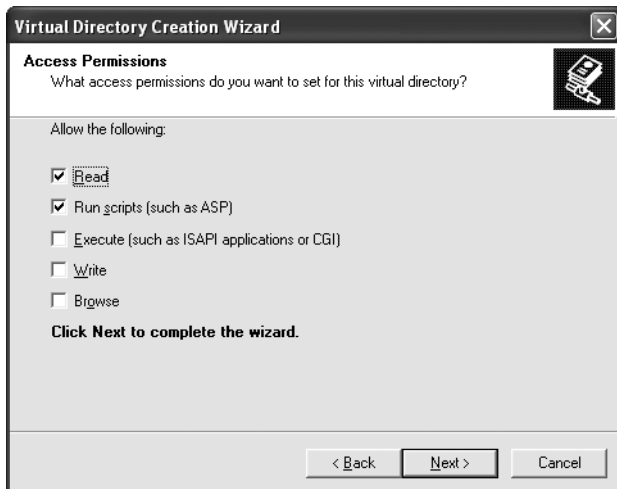 Virtual Directory Creation Wizard
Access Permissions
What access permissions do you want to set for this virtual directory?
Allow the following:
Read
Run scripts (such as ASP)
Execute (such as ISAPI applications or CGI)
Write
Browse
Click Next to complete the wizard.
< Back
Next >
Cancel